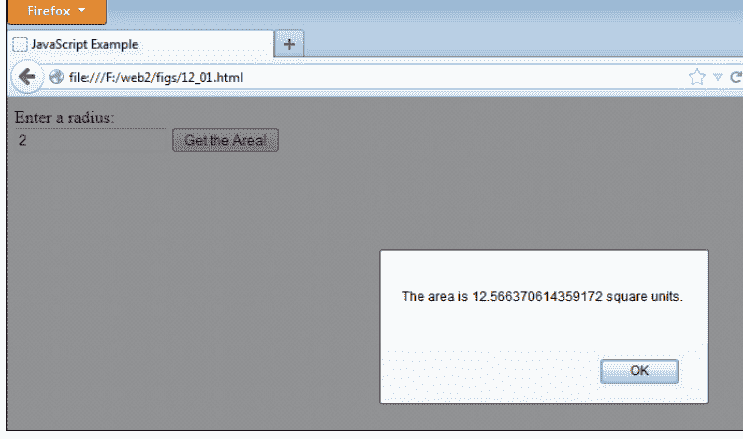 Firefox
JavaScript Example
file:///F:/web2/figs/12_01.html
Enter a radius:
2 Get the Area!
The area is 12.566370614359172 square units.
OK